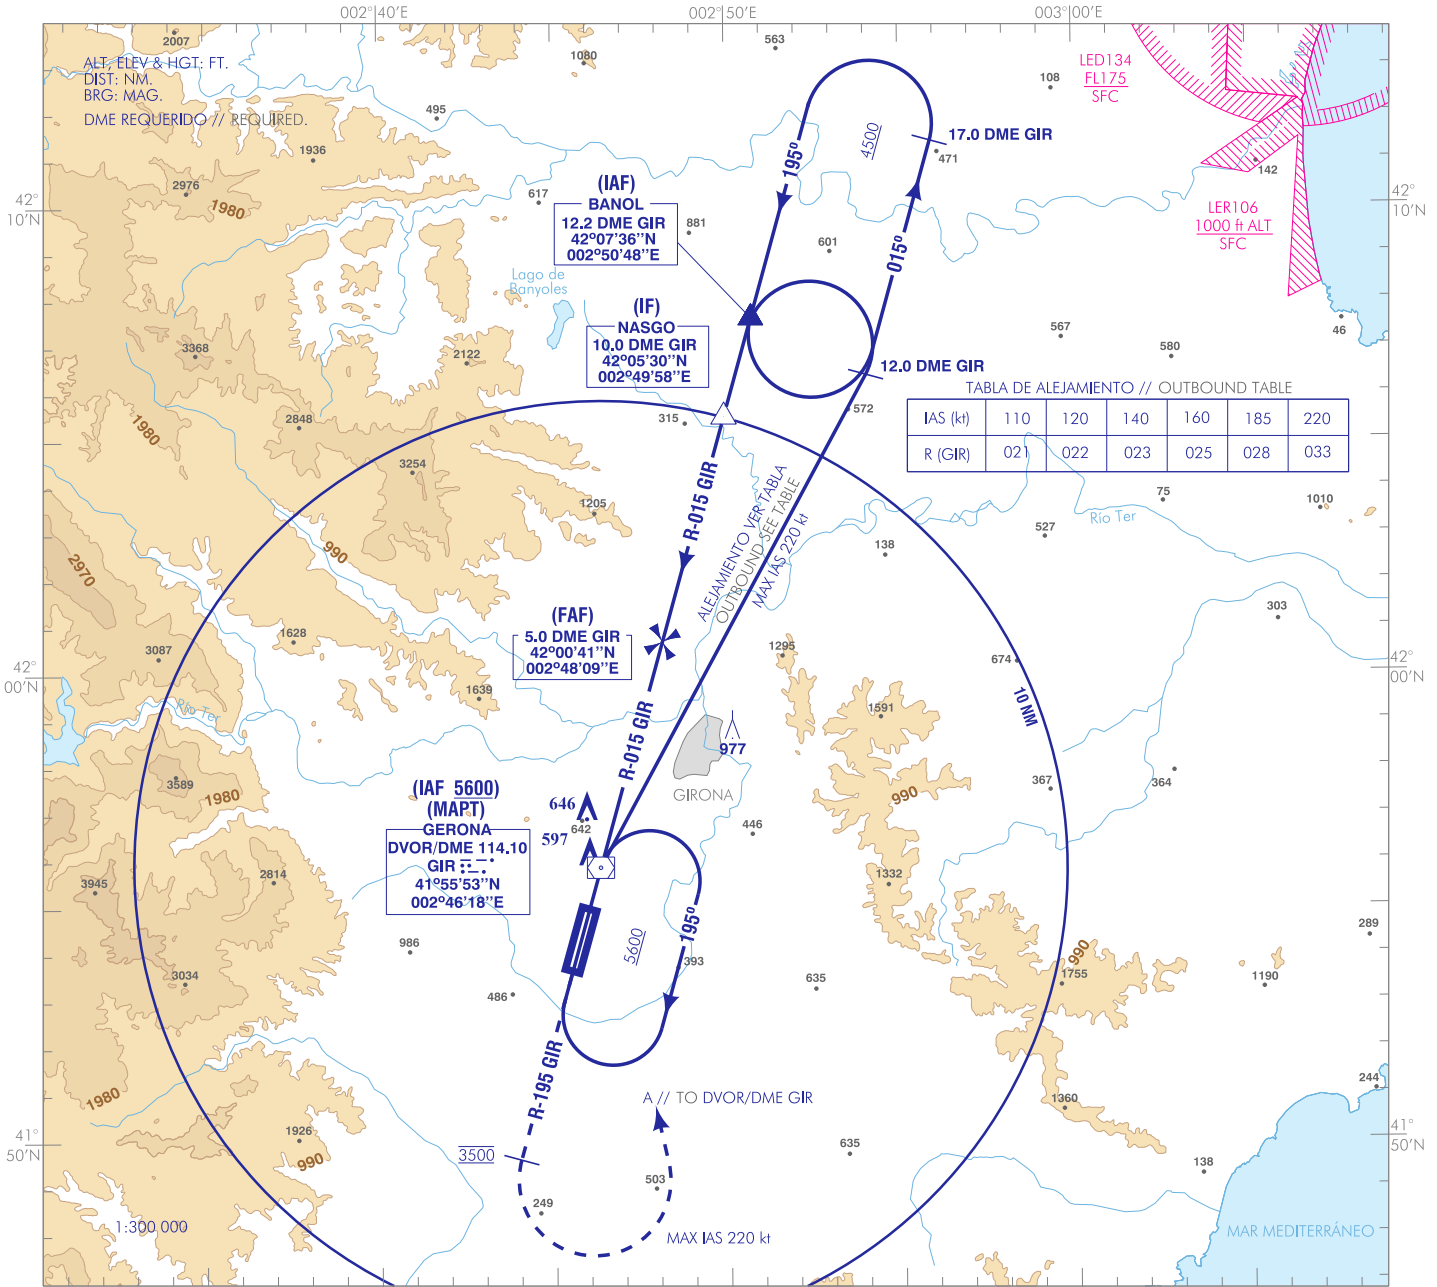 002°40'E
002°50'E
003°00'E
2007
ALT, ELEV & HGT: FT.
DIST: NM.
BRG: MAG.
DME REQUERIDO // REQUIRED.
1080
563
108
LED134
FL175
SFC
495
1936
2976
1980
617
881
601
195°
4500
17.0 DME GIR
471
015°
142
LER106
1000 ft ALT
SFC
42°
10'N
42°
10'N
(IAF)
BANOL
12.2 DME GIR
42°07'36''N
002°50'48''E
Lago de
Banyoles
(IF)
NASGO
10.0 DME GIR
42°05'30''N
002°49'58''E
3368
2122
567
580
46
12.0 DME GIR
572
315
TABLA DE ALEJAMIENTO // OUTBOUND TABLE
IAS (kt) 110 120 140 160 185 220
R (GIR) 021 022 023 025 028 033
2848
1980
3254
1205
R-015 GIR
ALEJAMIENTO VER TABLA
OUTBOUND SEE TABLE
MAX IAS 220 kt
138
527
75
1010
Río Ter
990
2970
303
(FAF)
5.0 DME GIR
42°00'41''N
002°48'09''E
1628
3087
1639
1295
674
1591
10 NM
42°
00'N
42°
00'N
Río Ter
R-015 GIR
977
GIRONA
3589
1980
990
367
364
(IAF 5600)
(MAPT)
GERONA
DVOR/DME 114.10
GIR
41°55'53''N
002°46'18''E
646
642
597
446
1332
3945
2814
986
3034
486
195°
5600
393
635
990
1755
1190
289
R-195 GIR
A // TO DVOR/DME GIR
1980
1926
990
3500
249
503
MAX IAS 220 kt
635
1360
244
138
41°
50'N
41°
50'N
1:300 000
MAR MEDITERRÁNEO